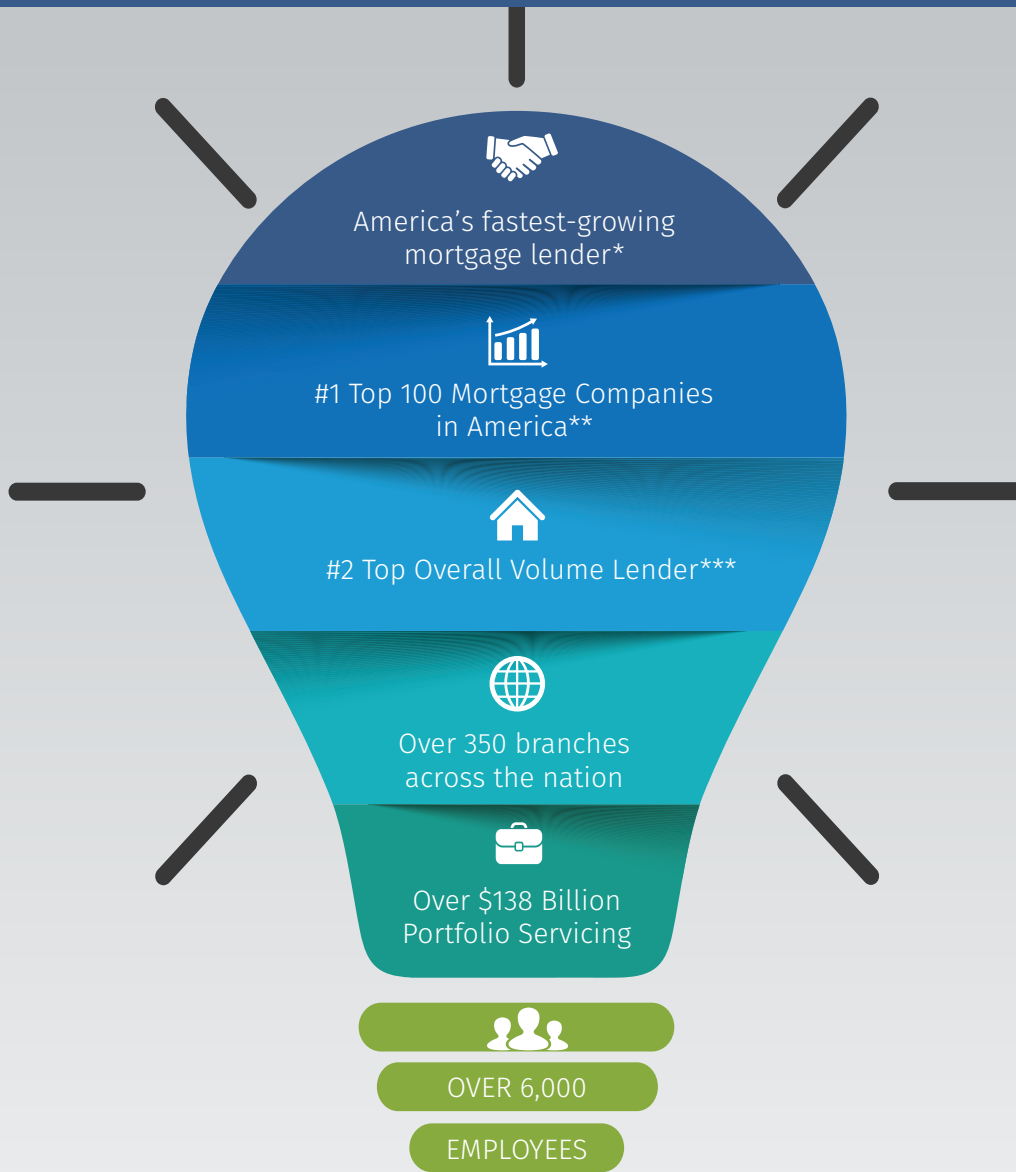 America’s fastest-growing
mortgage lender*
#1 Top 100 Mortgage Companies
in America**
#2 Top Overall Volume Lender***
Over 350 branches
across the nation
Over $138 Billion
Portfolio Servicing
OVER 6,000
EMPLOYEES